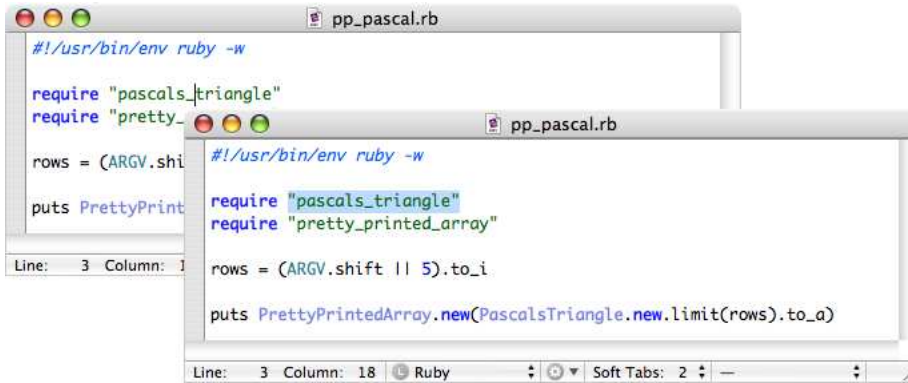 pp_pascal.rb
#!/usr/bin/env ruby -w
require "pascals_triangle"
require "pretty_
rows = (ARGV.shi
puts PrettyPrint
Line: 3 Column: 1
pp_pascal.rb
#!/usr/bin/env ruby -w
require "pascals_triangle"
require "pretty_printed_array"
rows = (ARGV.shift || 5).to_i
puts PrettyPrintedArray.new(PascalsTriangle.new.limit(rows).to_a)
Line: 3 Column: 18 Ruby Soft Tabs: 2 —